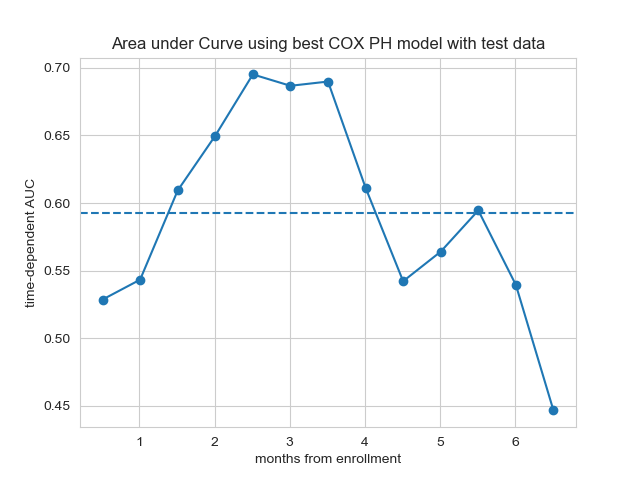 Area under Curve using best COX PH model with test data
0.70
0.65
0.60
0.55
0.50
0.45
time-dependent AUC
1 2 3 4 5 6
months from enrollment